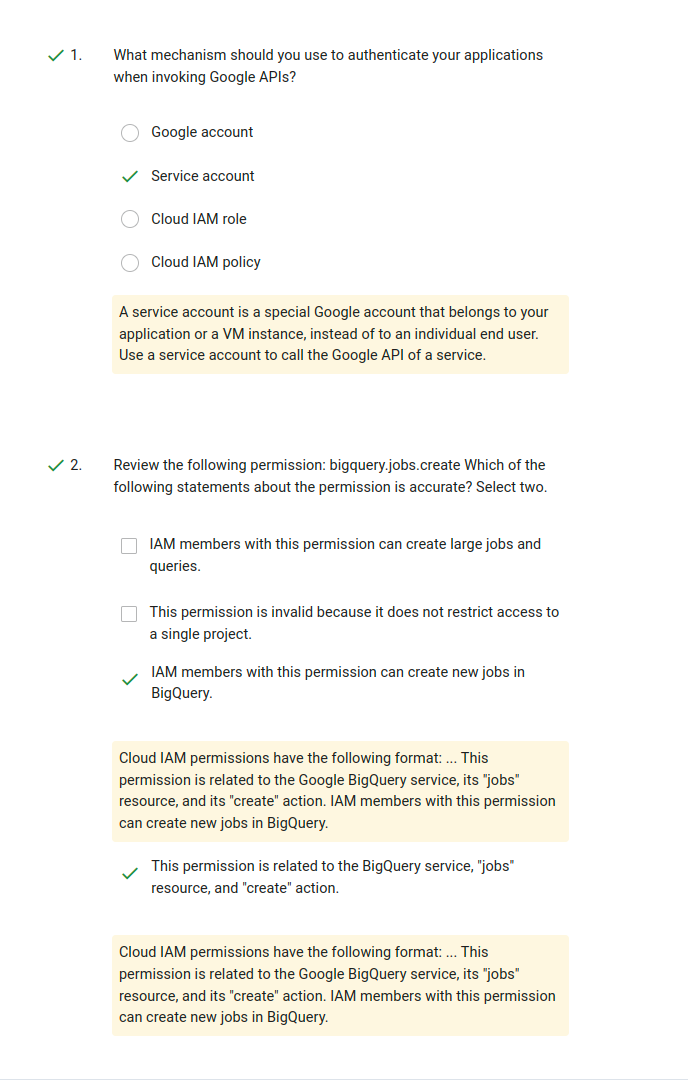 1. What mechanism should you use to authenticate your applications
when invoking Google APIs?
Google account
Service account
Cloud IAM role
Cloud IAM policy
A service account is a special Google account that belongs to your
application or a VM instance, instead of to an individual end user.
Use a service account to call the Google API of a service.
2. Review the following permission: bigquery.jobs.create Which of the
following statements about the permission is accurate? Select two.
IAM members with this permission can create large jobs and
queries.
This permission is invalid because it does not restrict access to
a single project.
IAM members with this permission can create new jobs in
BigQuery.
Cloud IAM permissions have the following format: ... This
permission is related to the Google BigQuery service, its "jobs"
resource, and its "create" action. IAM members with this permission
can create new jobs in BigQuery.
This permission is related to the BigQuery service, "jobs"
resource, and "create" action.
Cloud IAM permissions have the following format: ... This
permission is related to the Google BigQuery service, its "jobs"
resource, and its "create" action. IAM members with this permission
can create new jobs in BigQuery.